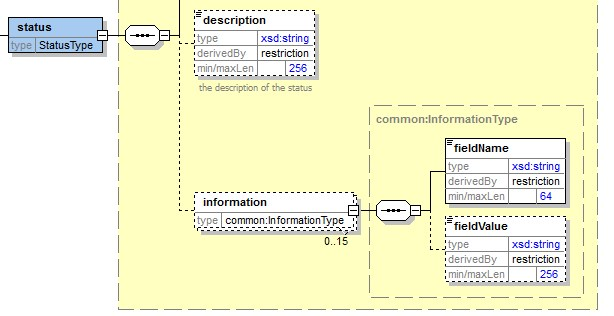 status
type StatusType
description
type xsd:string
derivedBy restriction
min/maxLen 256
the description of the status
common:InformationType
fieldName
type xsd:string
derivedBy restriction
min/maxLen 64
information
type common:InformationType
0..15
fieldValue
type xsd:string
derivedBy restriction
min/maxLen 256